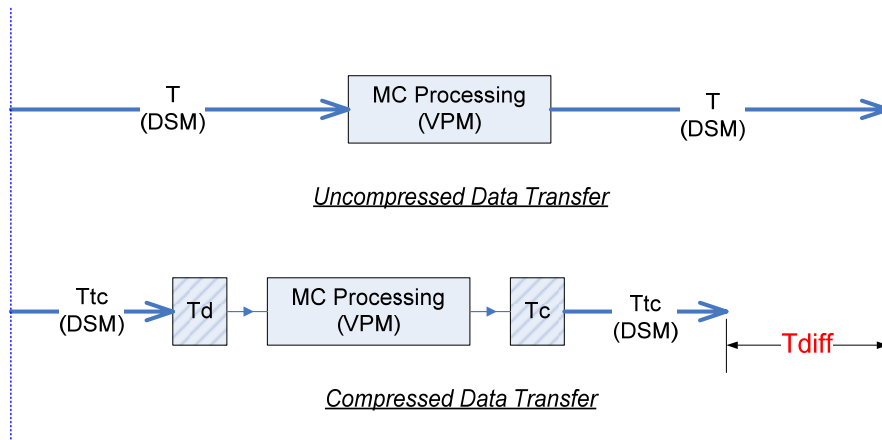 T
(DSM)
MC Processing
(VPM)
T
(DSM)
Uncompressed Data Transfer
Ttc
(DSM)
Td
MC Processing
(VPM)
Tc
Ttc
(DSM)
Tdiff
Compressed Data Transfer